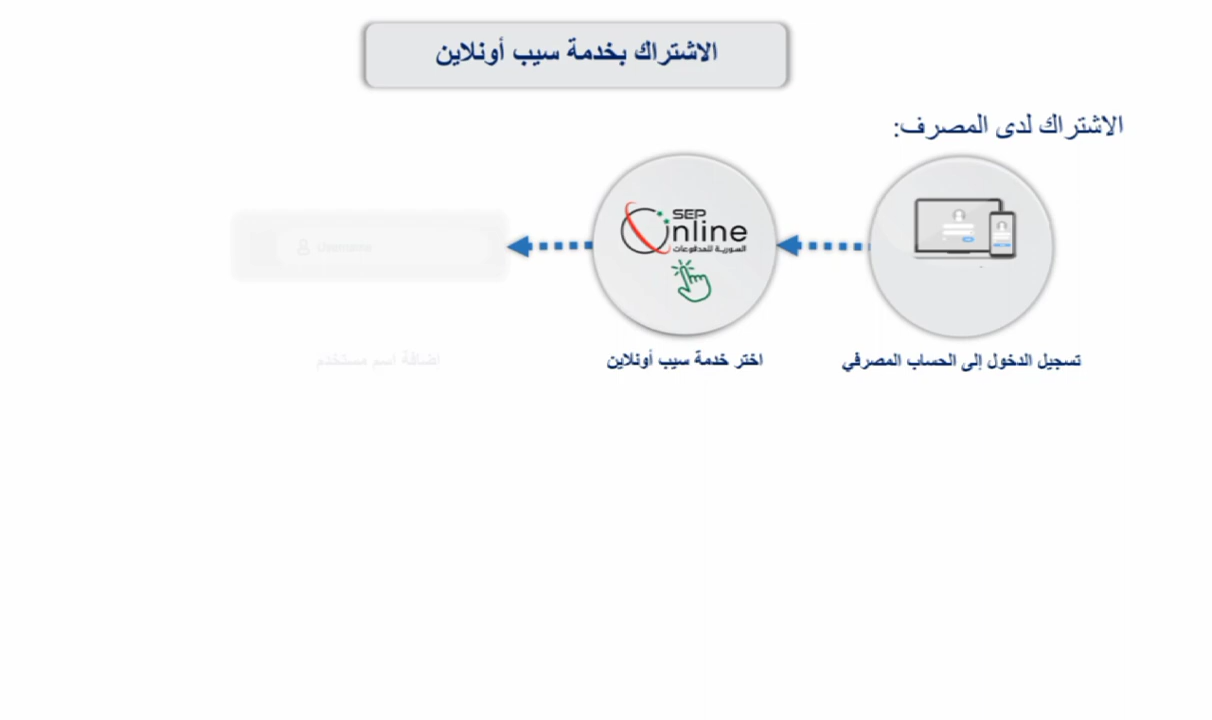 الاشتراك بخدمة سيب أونلاين
الاشتراك لدى المصرف:
SEP
Online
السورية للمدفوعات
Username
تسجيل الدخول إلى الحساب المصرفي
اختر خدمة سيب أونلاين
اضافة اسم مستخدم